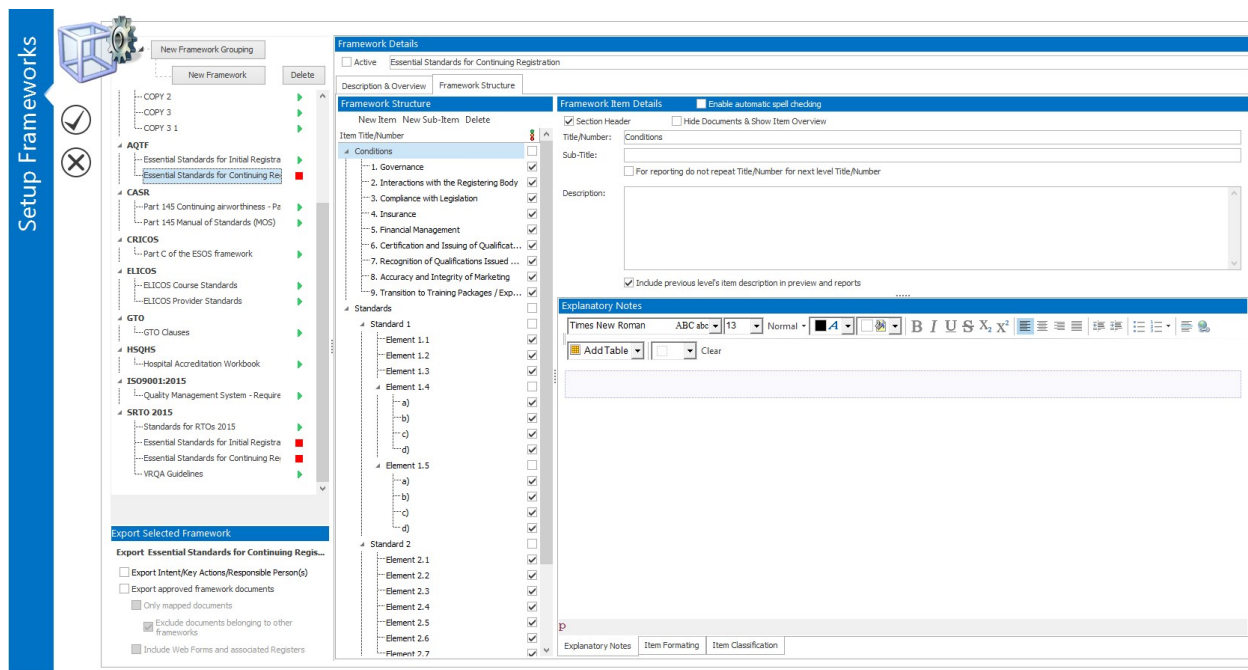 Setup Frameworks
New Framework Grouping
New Framework
Delete
COPY 2
COPY 3
COPY 3 1
AQTF
Essential Standards for Initial Registra
Essential Standards for Continuing Re
CASR
Part 145 Continuing airworthiness - Pa
Part 145 Manual of Standards (MOS)
CRICOS
Part C of the ESOS framework
ELICOS
ELICOS Course Standards
ELICOS Provider Standards
GTO
GTO Clauses
HSQHS
Hospital Accreditation Workbook
ISO9001:2015
Quality Management System - Require
SRTO 2015
Standards for RTOs 2015
Essential Standards for Initial Registra
Essential Standards for Continuing Re
VRQA Guidelines
Export Selected Framework
Export Essential Standards for Continuing Regis...
Export Intent/Key Actions/Responsible Person(s)
Export approved framework documents
Only mapped documents
Exclude documents belonging to other
frameworks
Include Web Forms and associated Registers
Framework Details
Active Essential Standards for Continuing Registration
Description & Overview Framework Structure
Framework Structure
New Item New Sub-Item Delete
Item Title/Number
Conditions
1. Governance
2. Interactions with the Registering Body
3. Compliance with Legislation
4. Insurance
5. Financial Management
6. Certification and Issuing of Qualificat...
7. Recognition of Qualifications Issued ...
8. Accuracy and Integrity of Marketing
9. Transition to Training Packages / Exp...
Standards
Standard 1
Element 1.1
Element 1.2
Element 1.3
Element 1.4
a)
b)
c)
d)
Element 1.5
a)
b)
c)
d)
Standard 2
Element 2.1
Element 2.2
Element 2.3
Element 2.4
Element 2.5
Element 2.6
Element 2.7
Framework Item Details Enable automatic spell checking
Section Header Hide Documents & Show Item Overview
Title/Number: Conditions
Sub-Title:
For reporting do not repeat Title/Number for next level Title/Number
Description:
Include previous level's item description in preview and reports
Explanatory Notes
Times New Roman ABC abc 13 Normal A B I U S X2 X2
Add Table Clear
p
Explanatory Notes Item Formating Item Classification